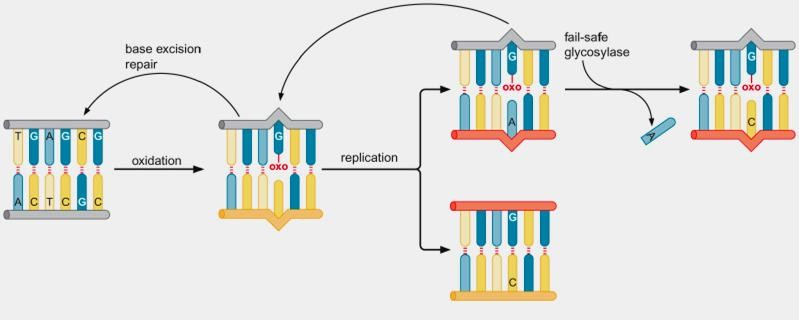 base excision
repair
T G A G C G
A C T C G C
oxidation
G
oxo
replication
G
oxo
A
fail-safe
glycosylase
A
G
oxo
C
G
C